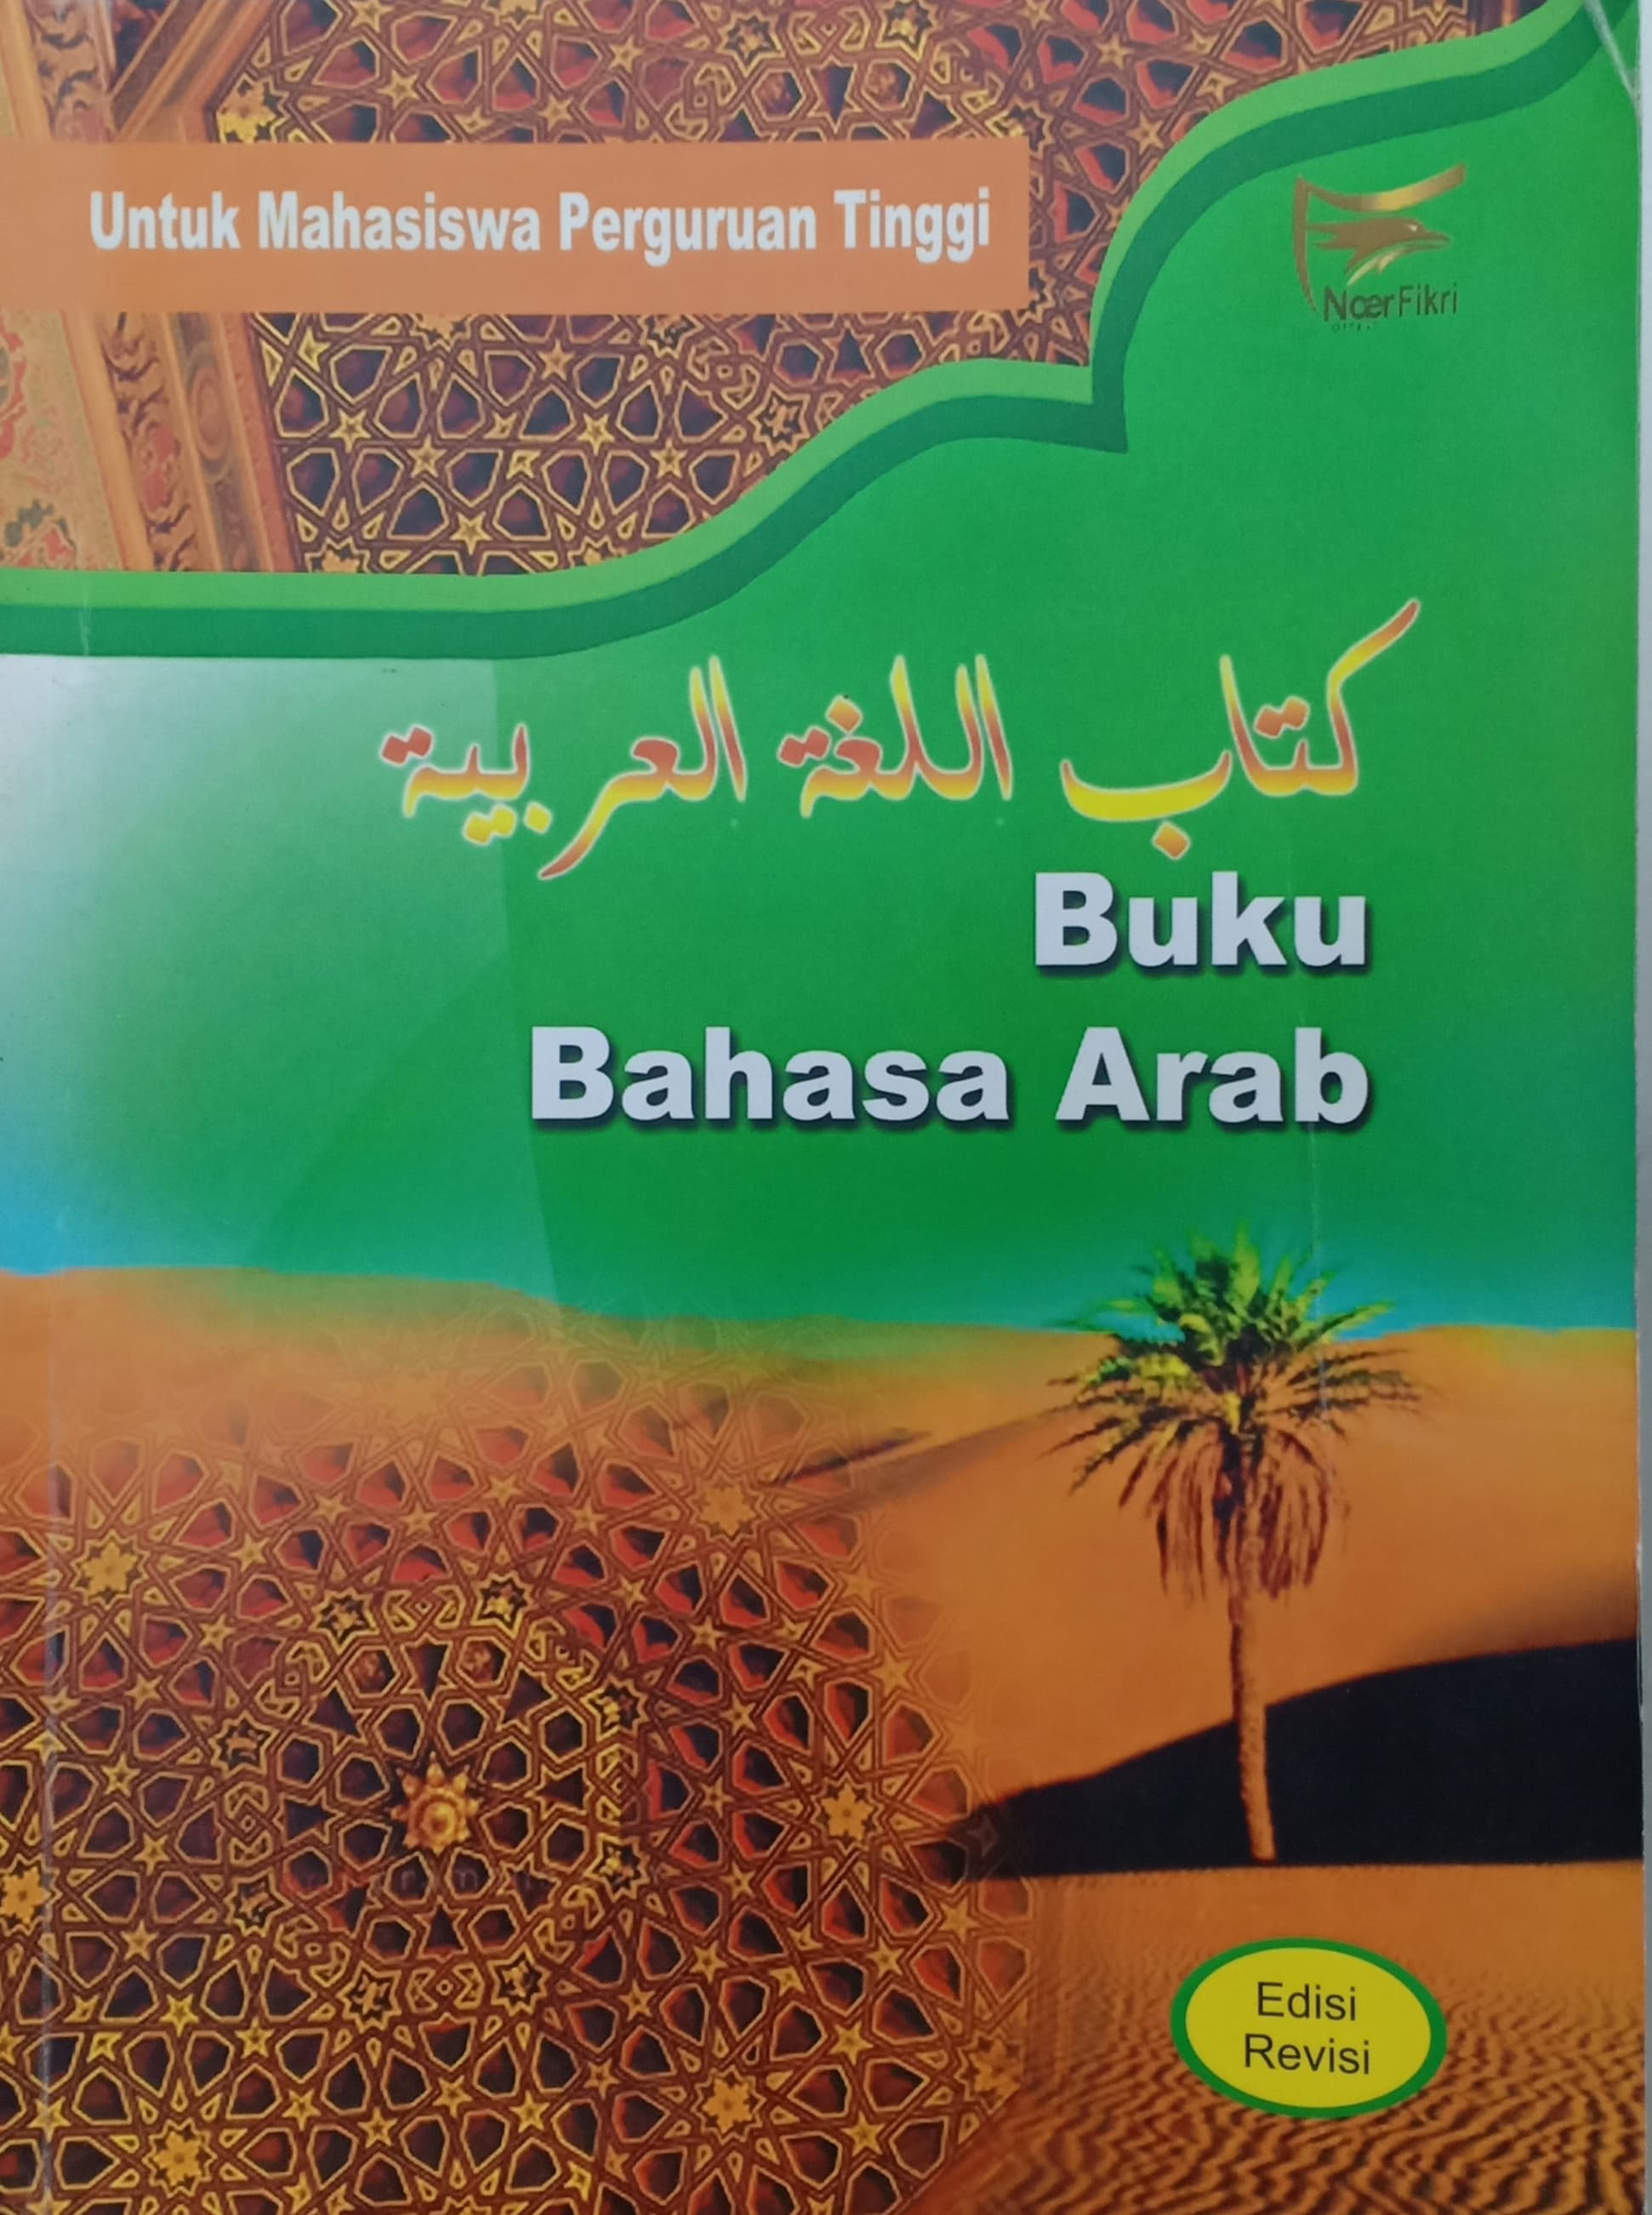 Untuk Mahasiswa Perguruan Tinggi
NoerFikri
كتاب اللغة العربية
Buku
Bahasa Arab
Edisi
Revisi